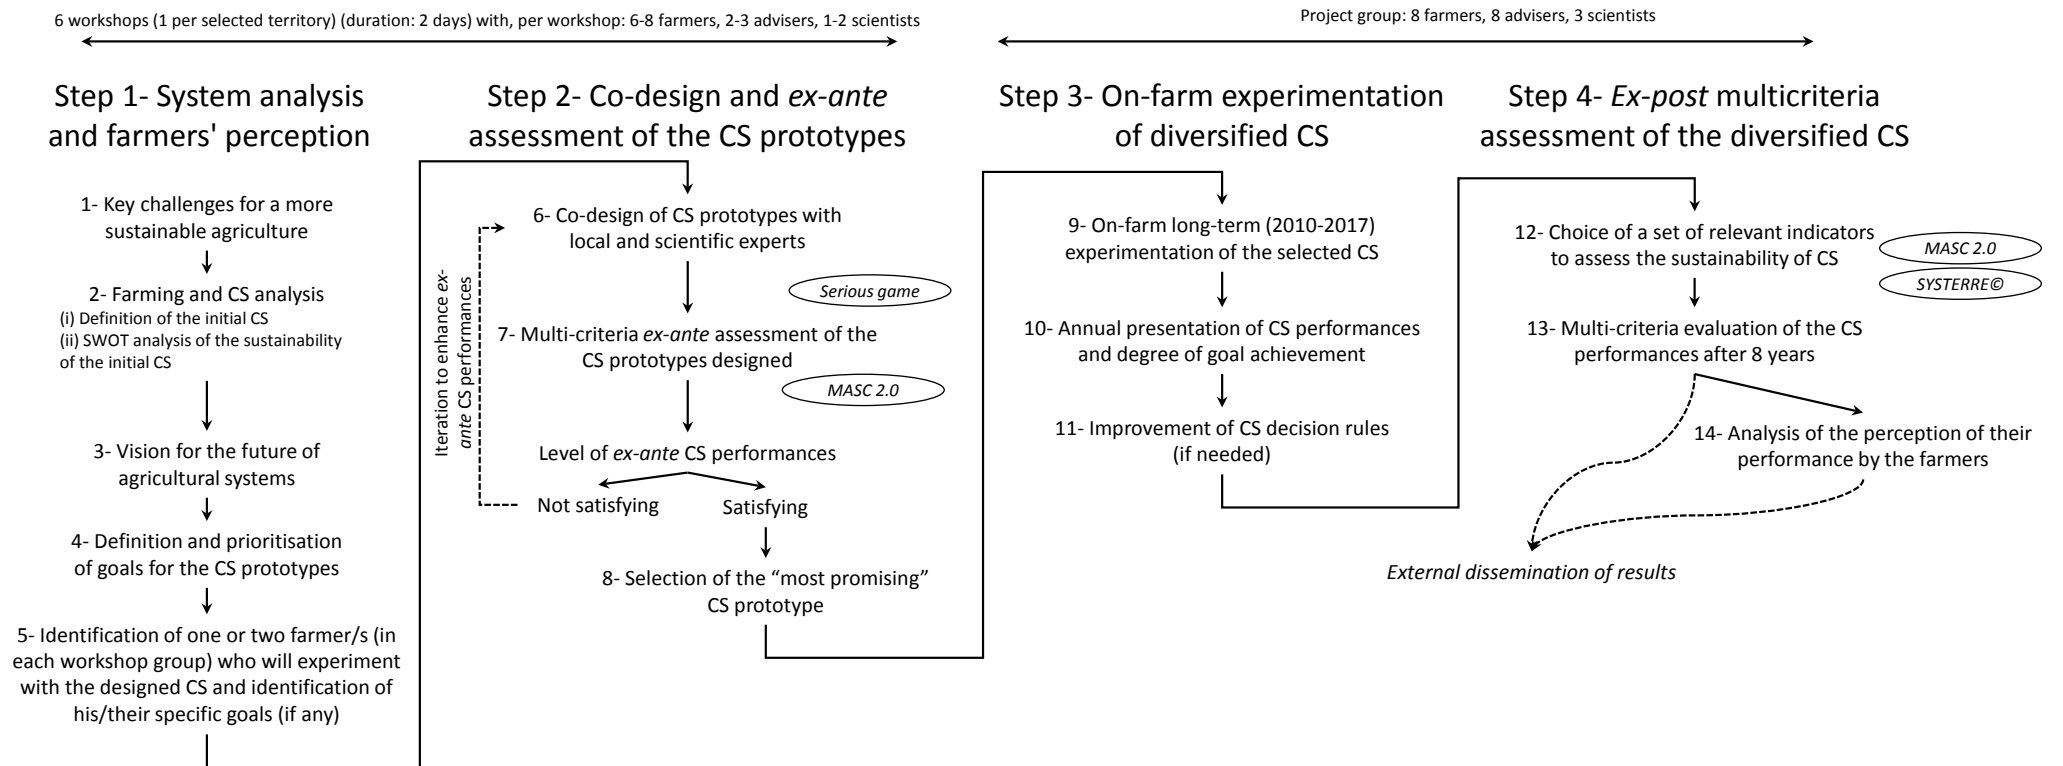 6 workshops (1 per selected territory) (duration: 2 days) with, per workshop: 6-8 farmers, 2-3 advisers, 1-2 scientists
Project group: 8 farmers, 8 advisers, 3 scientists
Step 1- System analysis
and farmers' perception
1- Key challenges for a more
sustainable agriculture
2- Farming and CS analysis
(i) Definition of the initial CS
(ii) SWOT analysis of the sustainability
of the initial CS
3- Vision for the future of
agricultural systems
4- Definition and prioritisation
of goals for the CS prototypes
5- Identification of one or two farmer/s (in
each workshop group) who will experiment
with the designed CS and identification of
his/their specific goals (if any)
Step 2- Co-design and ex-ante
assessment of the CS prototypes
6- Co-design of CS prototypes with
local and scientific experts
Serious game
7- Multi-criteria ex-ante assessment of the
CS prototypes designed
MASC 2.0
Iteration to enhance ex-
ante CS performances
Level of ex-ante CS performances
Not satisfying
Satisfying
8- Selection of the “most promising”
CS prototype
Step 3- On-farm experimentation
of diversified CS
9- On-farm long-term (2010-2017)
experimentation of the selected CS
10- Annual presentation of CS performances
and degree of goal achievement
11- Improvement of CS decision rules
(if needed)
Step 4- Ex-post multicriteria
assessment of the diversified CS
12- Choice of a set of relevant indicators
to assess the sustainability of CS
MASC 2.0
SYSTERRE©
13- Multi-criteria evaluation of the CS
performances after 8 years
14- Analysis of the perception of their
performance by the farmers
External dissemination of results